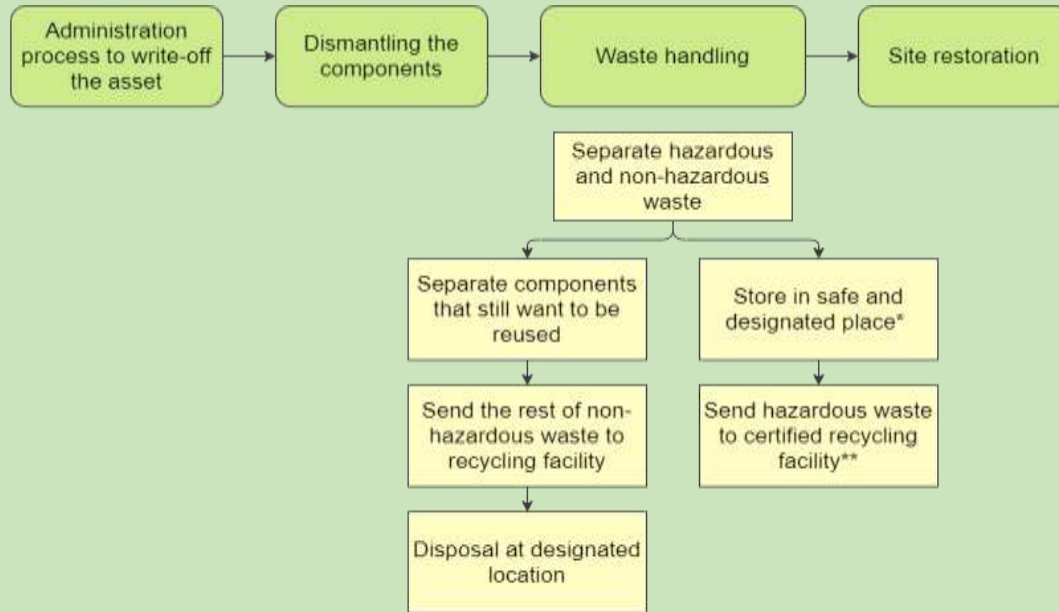 Administration
process to write-off
the asset
Dismantling the
components
Waste handling
Site restoration
Separate hazardous
and non-hazardous
waste
Separate components
that still want to be
reused
Store in safe and
designated place*
Send the rest of non-
hazardous waste to
recycling facility
Send hazardous waste
to certified recycling
facility**
Disposal at designated
location